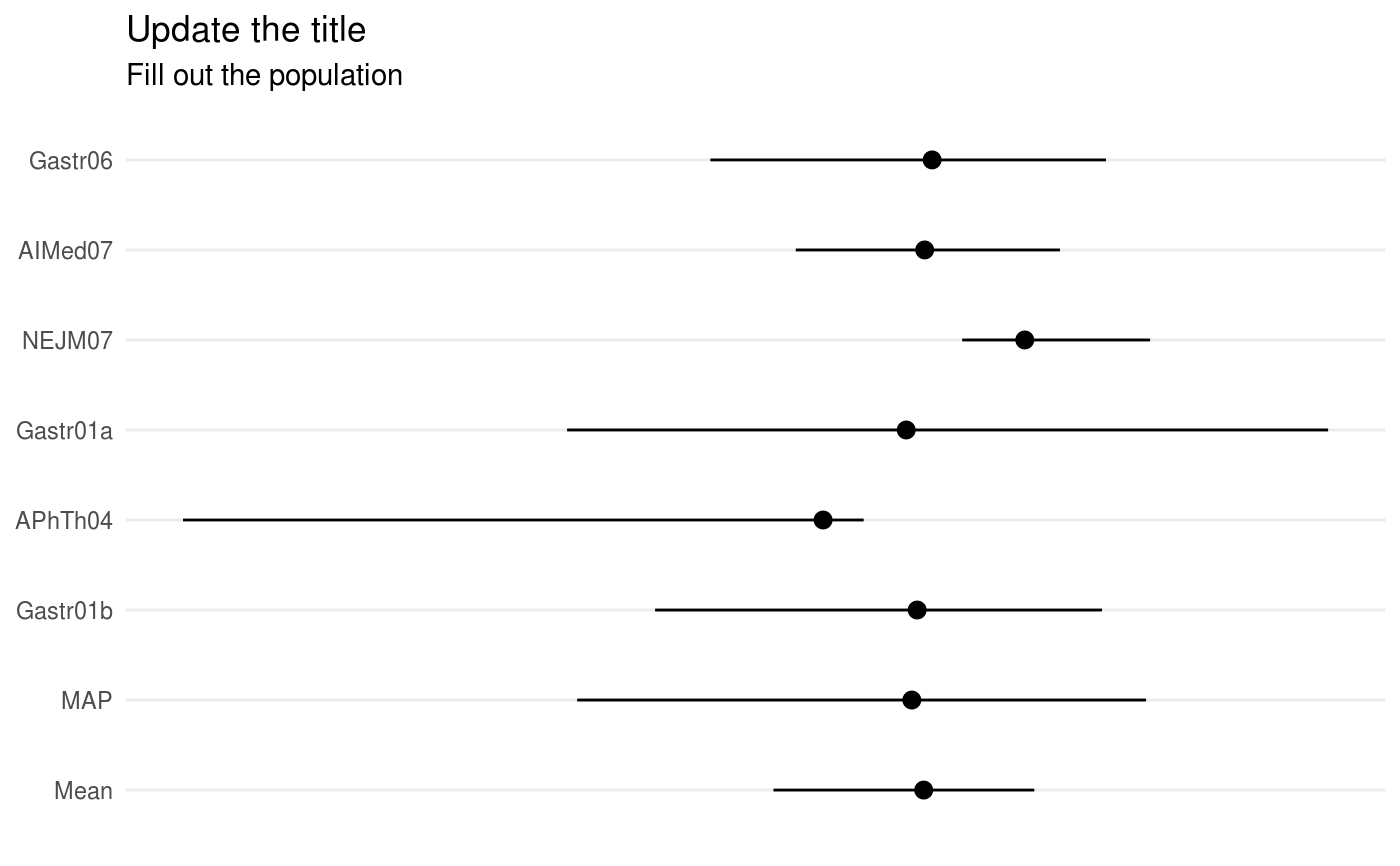 Update the title
Fill out the population
Gastr06
AIMed07
NEJM07
Gastr01a
APhTh04
Gastr01b
MAP
Mean